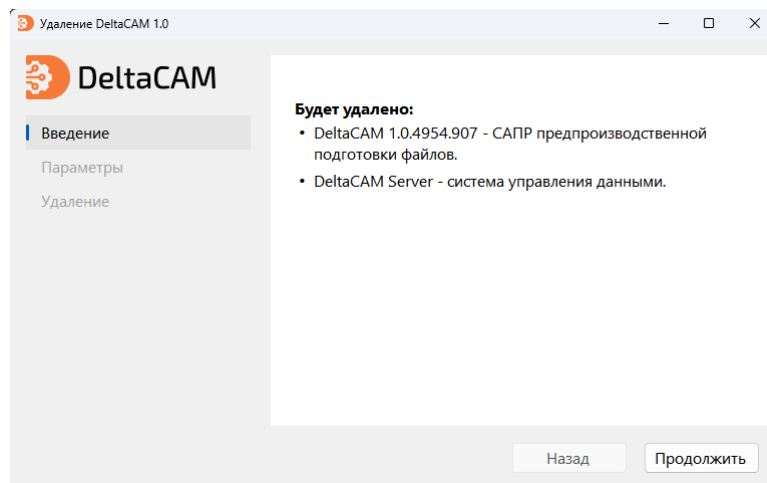 Удаление DeltaCAM 1.0
DeltaCAM
Введение
Параметры
Удаление
Будет удалено:
• DeltaCAM 1.0.4954.907 - САПР предпроизводственной
подготовки файлов.
• DeltaCAM Server - система управления данными.
Назад
Продолжить